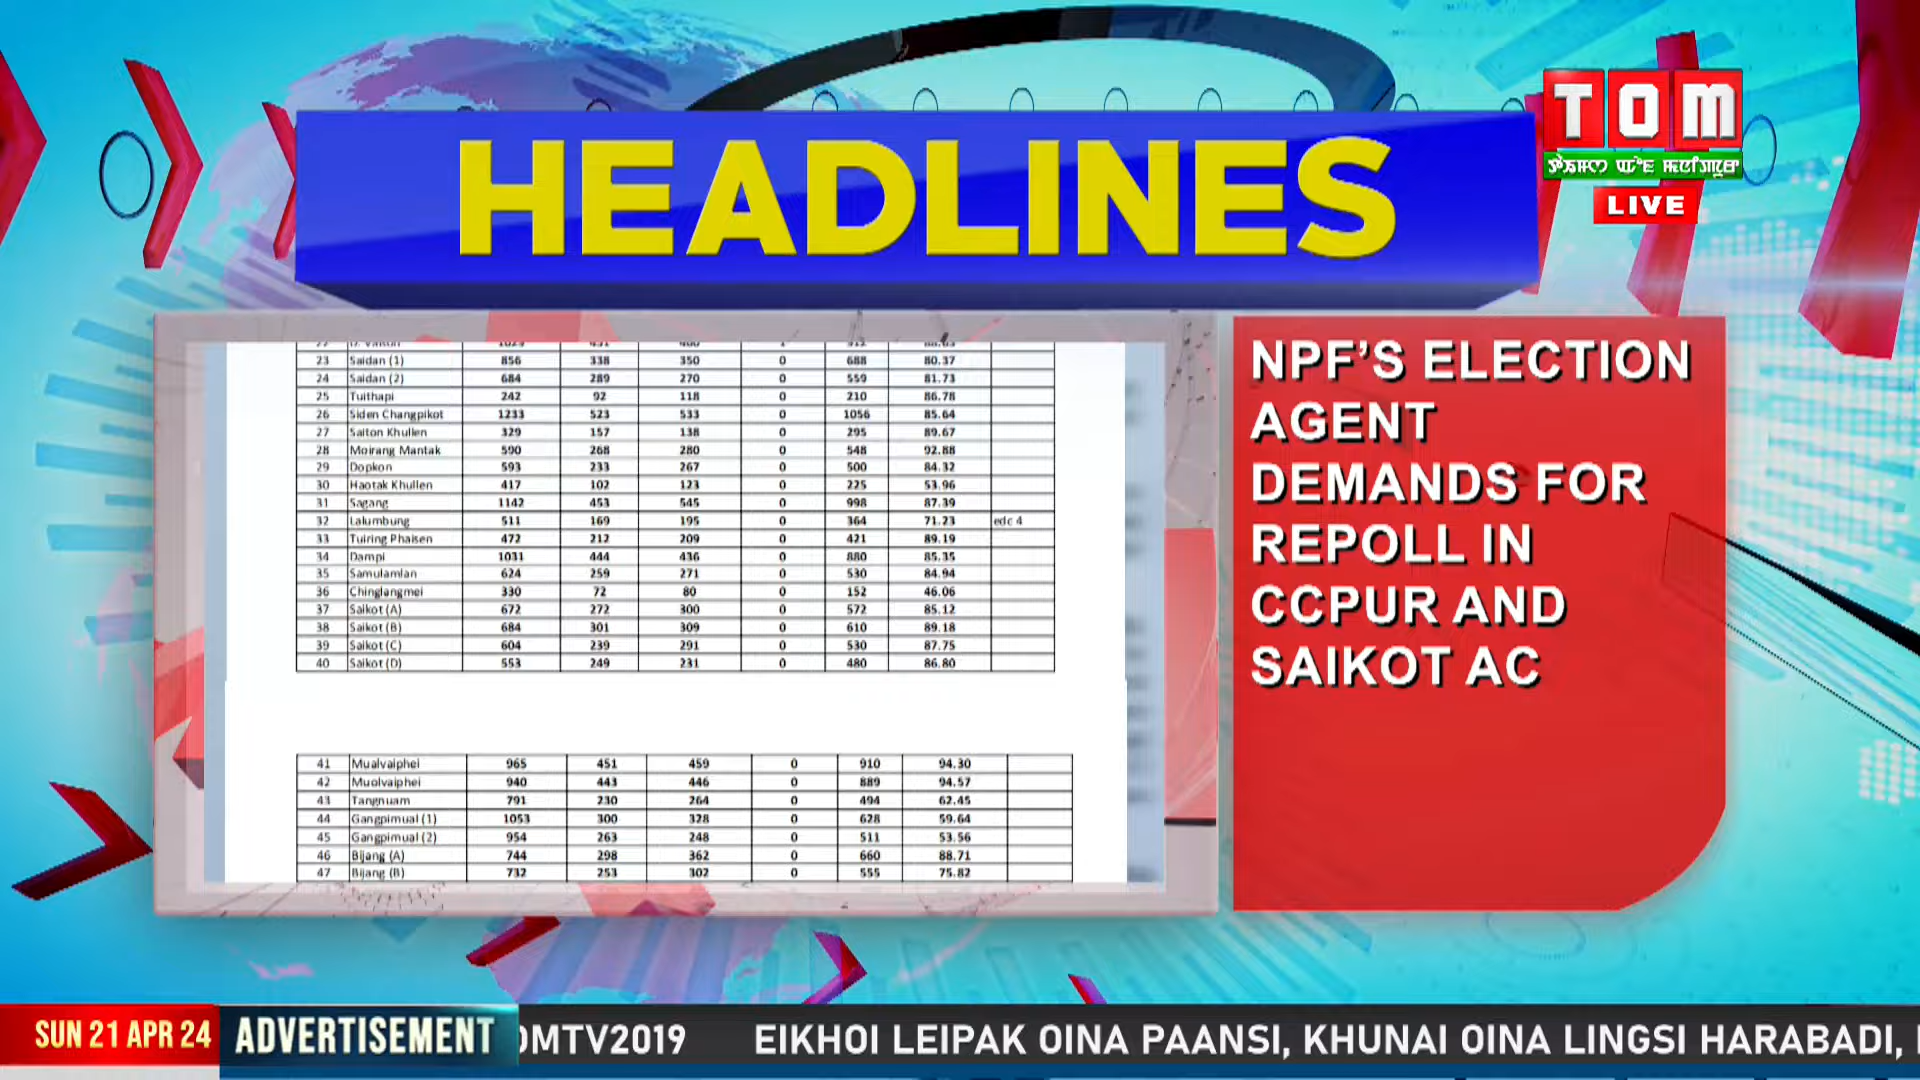 HEADLINES
TOM
LIVE
23 Saidan (1) 856 338 350 0 688 80.37
24 Saidan (2) 684 289 270 0 559 81.73
25 Tuithapi 242 92 118 0 210 86.78
26 Siden Changpikot 1233 523 533 0 1056 85.64
27 Saiton Khullen 329 157 138 0 295 89.67
28 Moirang Mantak 590 268 280 0 548 92.88
29 Dopkon 593 233 267 0 500 84.32
30 Haotak Khullen 417 102 123 0 225 53.96
31 Sagang 1142 453 545 0 998 87.39
32 Lalumbung 511 169 195 0 364 71.23 edc 4
33 Tuiring Phaisen 472 212 209 0 421 89.19
34 Dampi 1031 444 436 0 880 85.35
35 Samulamlan 624 259 271 0 530 84.94
36 Chinglangmei 330 72 80 0 152 46.06
37 Saikot (A) 672 272 300 0 572 85.12
38 Saikot (B) 684 301 309 0 610 89.18
39 Saikot (C) 604 239 291 0 530 87.75
40 Saikot (D) 553 249 231 0 480 86.80
41 Mualvaiphei 965 451 459 0 910 94.30
42 Muolvaiphei 940 443 446 0 889 94.57
43 Tangnuam 791 230 264 0 494 62.45
44 Gangpimual (1) 1053 300 328 0 628 59.64
45 Gangpimual (2) 954 263 248 0 511 53.56
46 Bijang (A) 744 298 362 0 660 88.71
47 Bijang (B) 732 253 302 0 555 75.82
NPF’S ELECTION
AGENT
DEMANDS FOR
REPOLL IN
CCPUR AND
SAIKOT AC
SUN 21 APR 24 ADVERTISEMENT OMTV2019 EIKHOI LEIPAK OINA PAANSI, KHUNAI OINA LINGSI HARABADI,